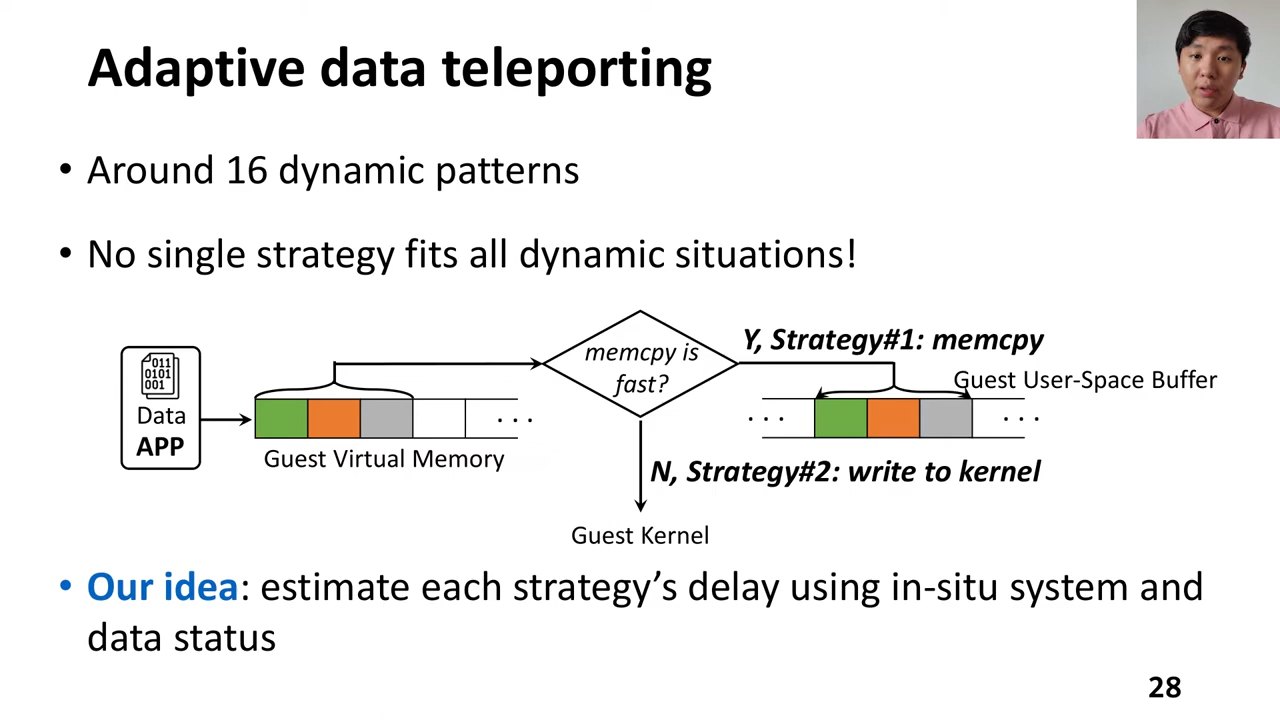 Adaptive data teleporting
• Around 16 dynamic patterns
• No single strategy fits all dynamic situations!
011
0101
001
Data
APP
. . .
Guest Virtual Memory
memcpy is
fast?
Y, Strategy#1: memcpy
Guest User-Space Buffer
. . .
. . .
N, Strategy#2: write to kernel
Guest Kernel
• Our idea: estimate each strategy’s delay using in-situ system and
data status
28